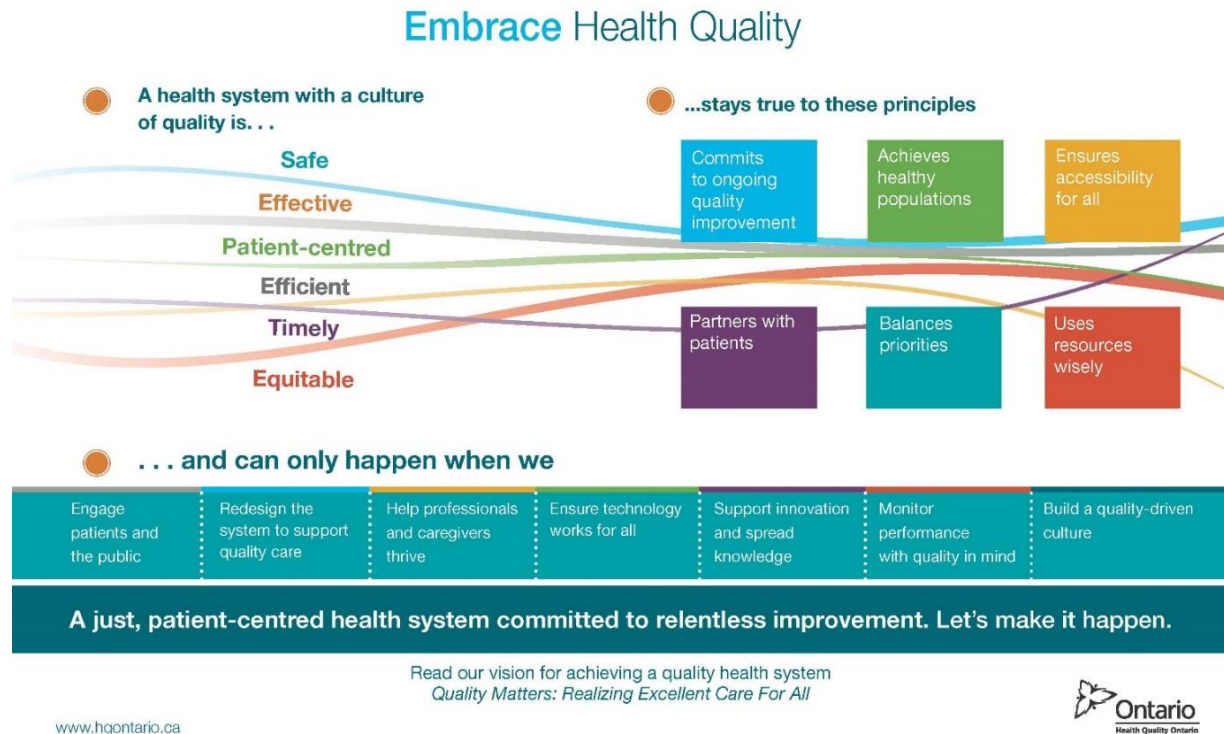 Embrace Health Quality
A health system with a culture
of quality is. . .
Safe
Effective
Patient-centred
Efficient
Timely
Equitable
...stays true to these principles
Commits
to ongoing
quality
improvement
Achieves
healthy
populations
Ensures
accessibility
for all
Partners with
patients
Balances
priorities
Uses
resources
wisely
. . . and can only happen when we
Engage
patients and
the public
Redesign the
system to support
quality care
Help professionals
and caregivers
thrive
Ensure technology
works for all
Support innovation
and spread
knowledge
Monitor
performance
with quality in mind
Build a quality-driven
culture
A just, patient-centred health system committed to relentless improvement. Let's make it happen.
Read our vision for achieving a quality health system
Quality Matters: Realizing Excellent Care For All
www.hqontario.ca
Ontario
Health Quality Ontario